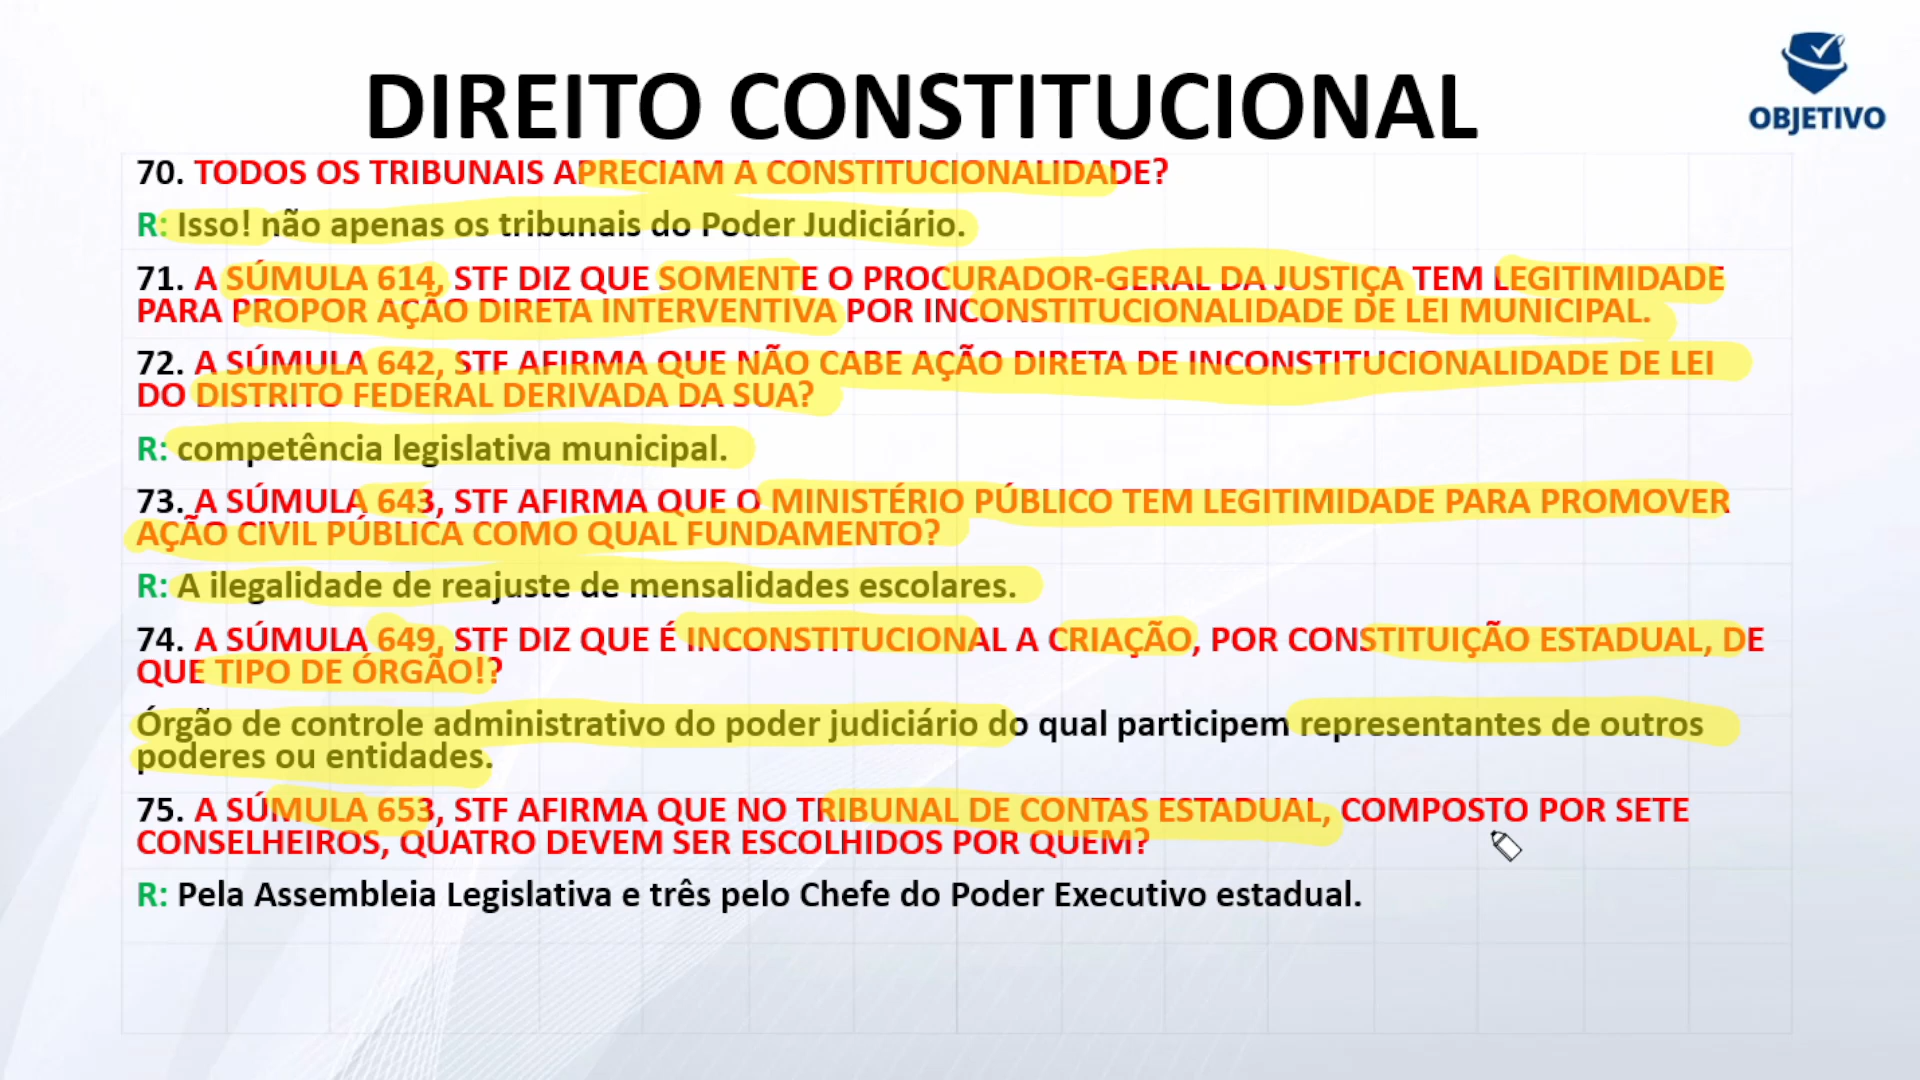 OBJETIVO
DIREITO CONSTITUCIONAL
70. TODOS OS TRIBUNAIS APRECIAM A CONSTITUCIONALIDADE?
R: Isso! não apenas os tribunais do Poder Judiciário.
71. A SÚMULA 614, STF DIZ QUE SOMENTE O PROCURADOR-GERAL DA JUSTIÇA TEM LEGITIMIDADE
PARA PROPOR AÇÃO DIRETA INTERVENTIVA POR INCONSTITUCIONALIDADE DE LEI MUNICIPAL.
72. A SÚMULA 642, STF AFIRMA QUE NÃO CABE AÇÃO DIRETA DE INCONSTITUCIONALIDADE DE LEI
DO DISTRITO FEDERAL DERIVADA DA SUA?
R: competência legislativa municipal.
73. A SÚMULA 643, STF AFIRMA QUE O MINISTÉRIO PÚBLICO TEM LEGITIMIDADE PARA PROMOVER
AÇÃO CIVIL PÚBLICA COMO QUAL FUNDAMENTO?
R: A ilegalidade de reajuste de mensalidades escolares.
74. A SÚMULA 649, STF DIZ QUE É INCONSTITUCIONAL A CRIAÇÃO, POR CONSTITUIÇÃO ESTADUAL, DE
QUE TIPO DE ÓRGÃO!?
Órgão de controle administrativo do poder judiciário do qual participem representantes de outros
poderes ou entidades.
75. A SÚMULA 653, STF AFIRMA QUE NO TRIBUNAL DE CONTAS ESTADUAL, COMPOSTO POR SETE
CONSELHEIROS, QUATRO DEVEM SER ESCOLHIDOS POR QUEM?
R: Pela Assembleia Legislativa e três pelo Chefe do Poder Executivo estadual.